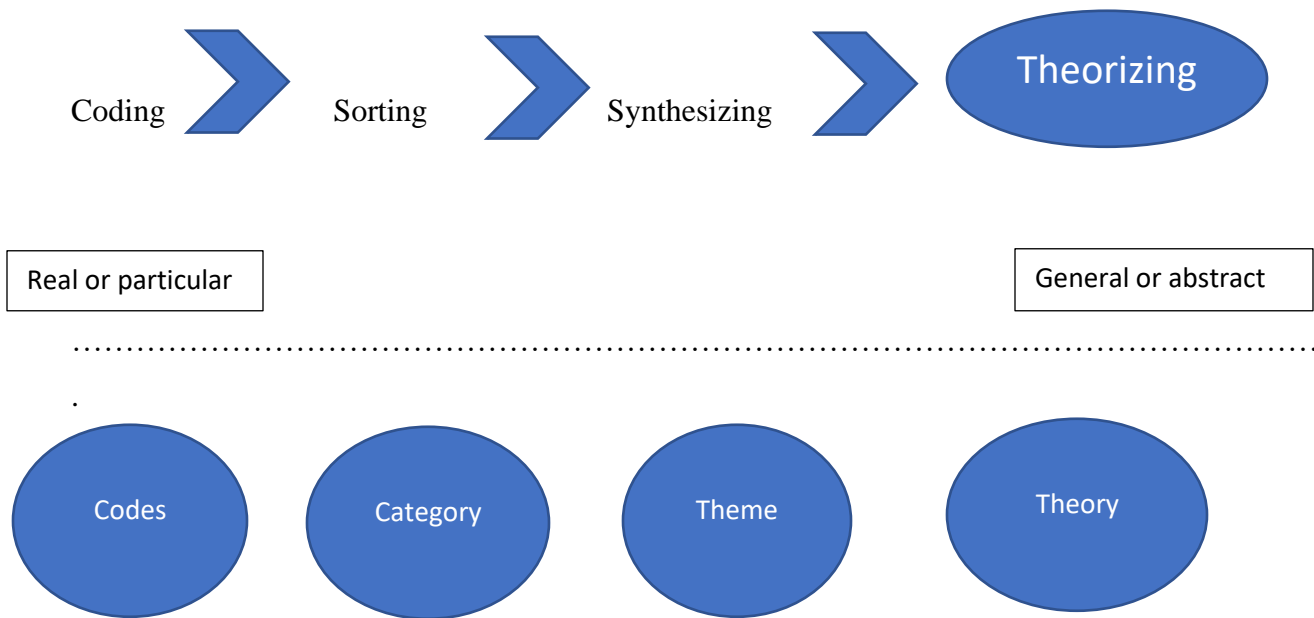 Theorizing
Coding Sorting Synthesizing
Real or particular General or abstract
……………………………………………………………………………………………………………
.
Codes Category Theme Theory